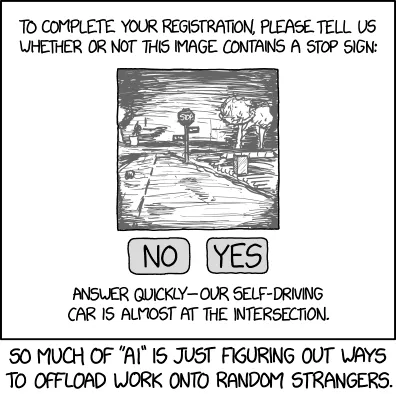 TO COMPLETE YOUR REGISTRATION, PLEASE TELL US
WHETHER OR NOT THIS IMAGE CONTAINS A STOP SIGN:
STOP
NO YES
ANSWER QUICKLY—OUR SELF-DRIVING
CAR IS ALMOST AT THE INTERSECTION.
SO MUCH OF "AI" IS JUST FIGURING OUT WAYS
TO OFFLOAD WORK ONTO RANDOM STRANGERS.